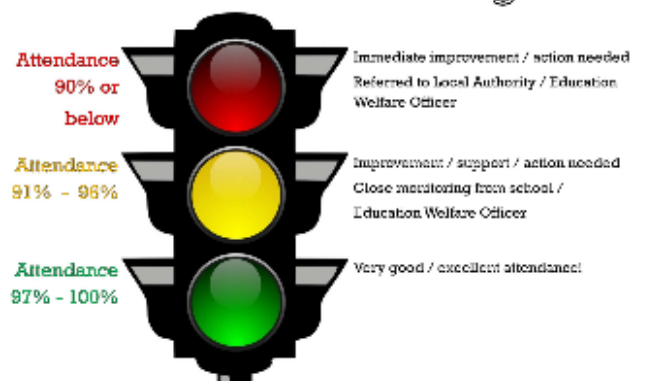 Attendance
90% or
below
Immediate improvement / action needed
Referred to Local Authority / Education
Welfare Officer
Attendance
91% - 96%
Improvement / support / action needed
Close monitoring from school /
Education Welfare Officer
Attendance
97% - 100%
Very good / excellent attendance!